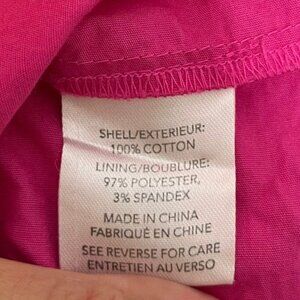 SHELL/EXTERIEUR:
100% COTTON
LINING/BOUBLURE:
97% POLYESTER,
3% SPANDEX
MADE IN CHINA
FABRIQUÉ EN CHINE
SEE REVERSE FOR CARE
ENTRETIEN AU VERSO